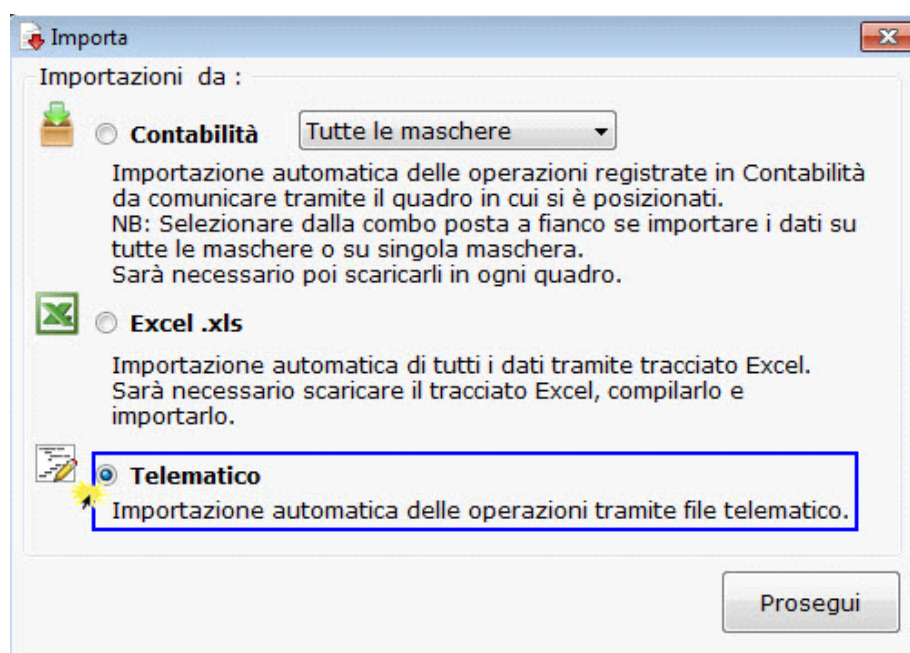 Importa
Importazioni da :
Contabilità Tutte le maschere
Importazione automatica delle operazioni registrate in Contabilità
da comunicare tramite il quadro in cui si è posizionati.
NB: Selezionare dalla combo posta a fianco se importare i dati su
tutte le maschere o su singola maschera.
Sarà necessario poi scaricarli in ogni quadro.
Excel .xls
Importazione automatica di tutti i dati tramite tracciato Excel.
Sarà necessario scaricare il tracciato Excel, compilarlo e
importarlo.
Telematico
Importazione automatica delle operazioni tramite file telematico.
Prosegui